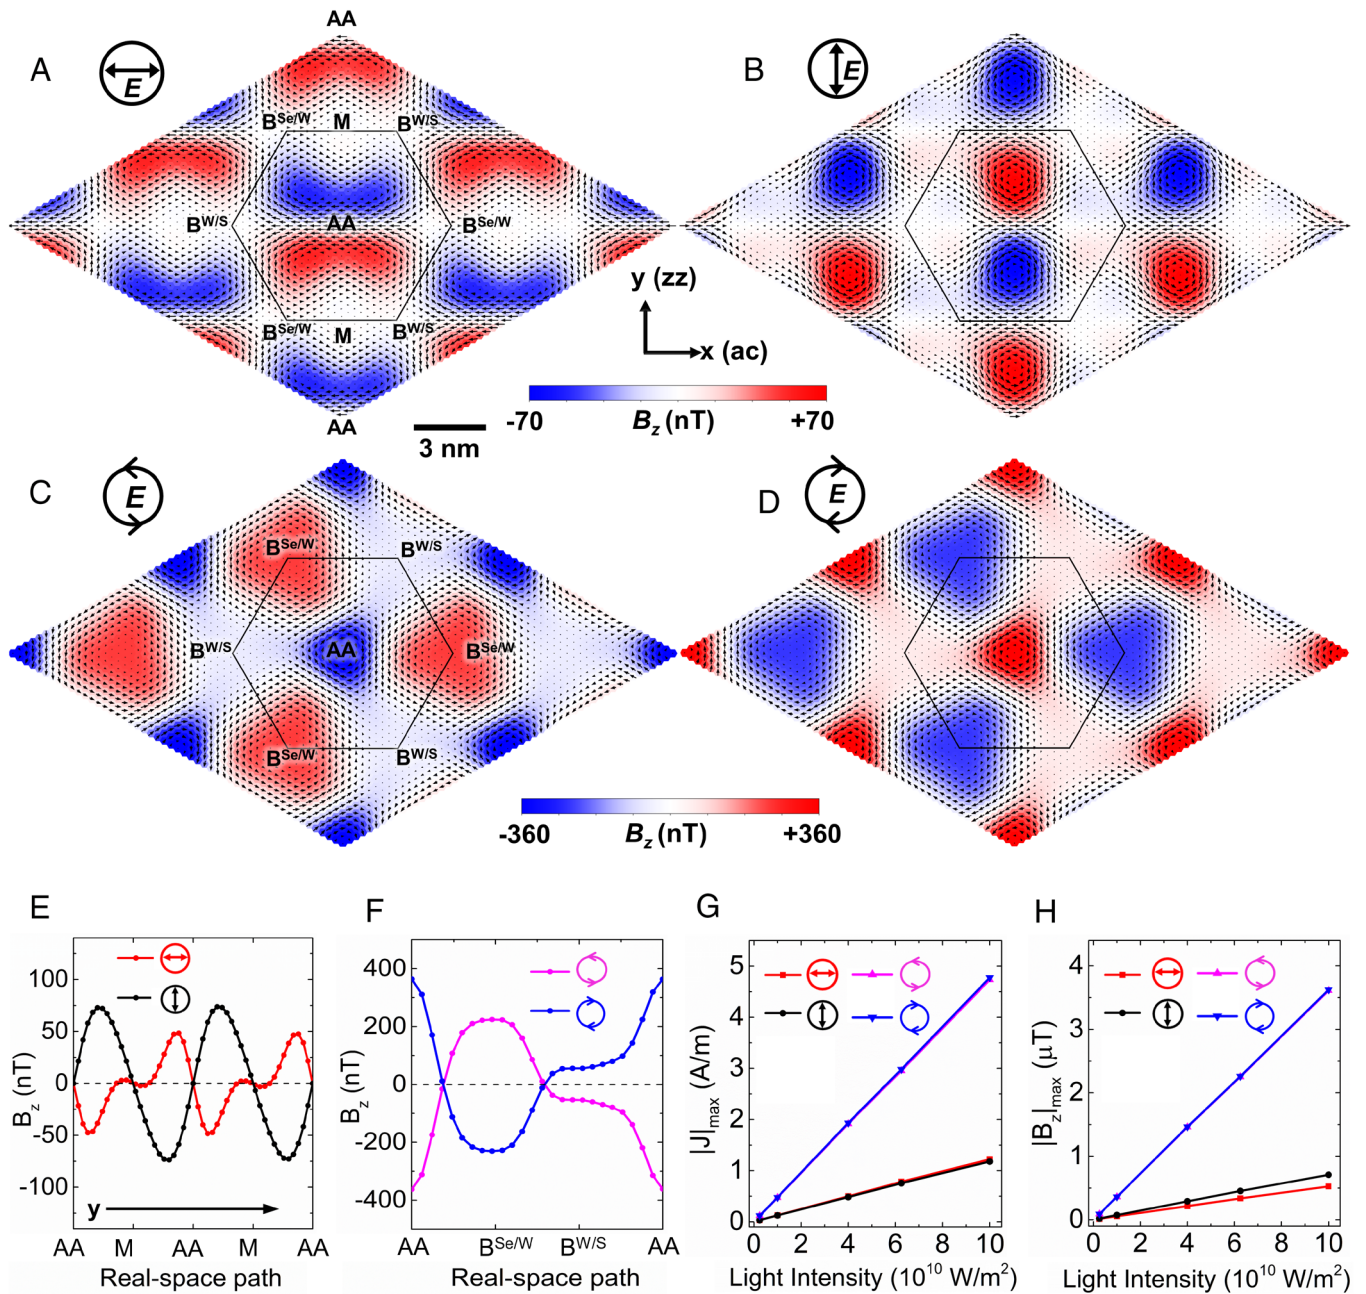 AA
A
E
B
E
B^Se/W
M
B^W/S
B^W/S
AA
B^Se/W
y (zz)
B^Se/W
M
B^W/S
x (ac)
-70
B_z (nT)
+70
AA
3 nm
C
E
D
E
B^Se/W
B^W/S
B^W/S
AA
B^Se/W
B^Se/W
B^W/S
-360
B_z (nT)
+360
E
100
50
0
-50
-100
B_z (nT)
y
AA M AA M AA
Real-space path
F
400
200
0
-200
-400
B_z (nT)
AA B^Se/W B^W/S AA
Real-space path
G
5
4
3
2
1
0
|J|_max (A/m)
0 2 4 6 8 10
Light Intensity (10^10 W/m²)
H
4
3
2
1
0
|B_z|_max (μT)
0 2 4 6 8 10
Light Intensity (10^10 W/m²)